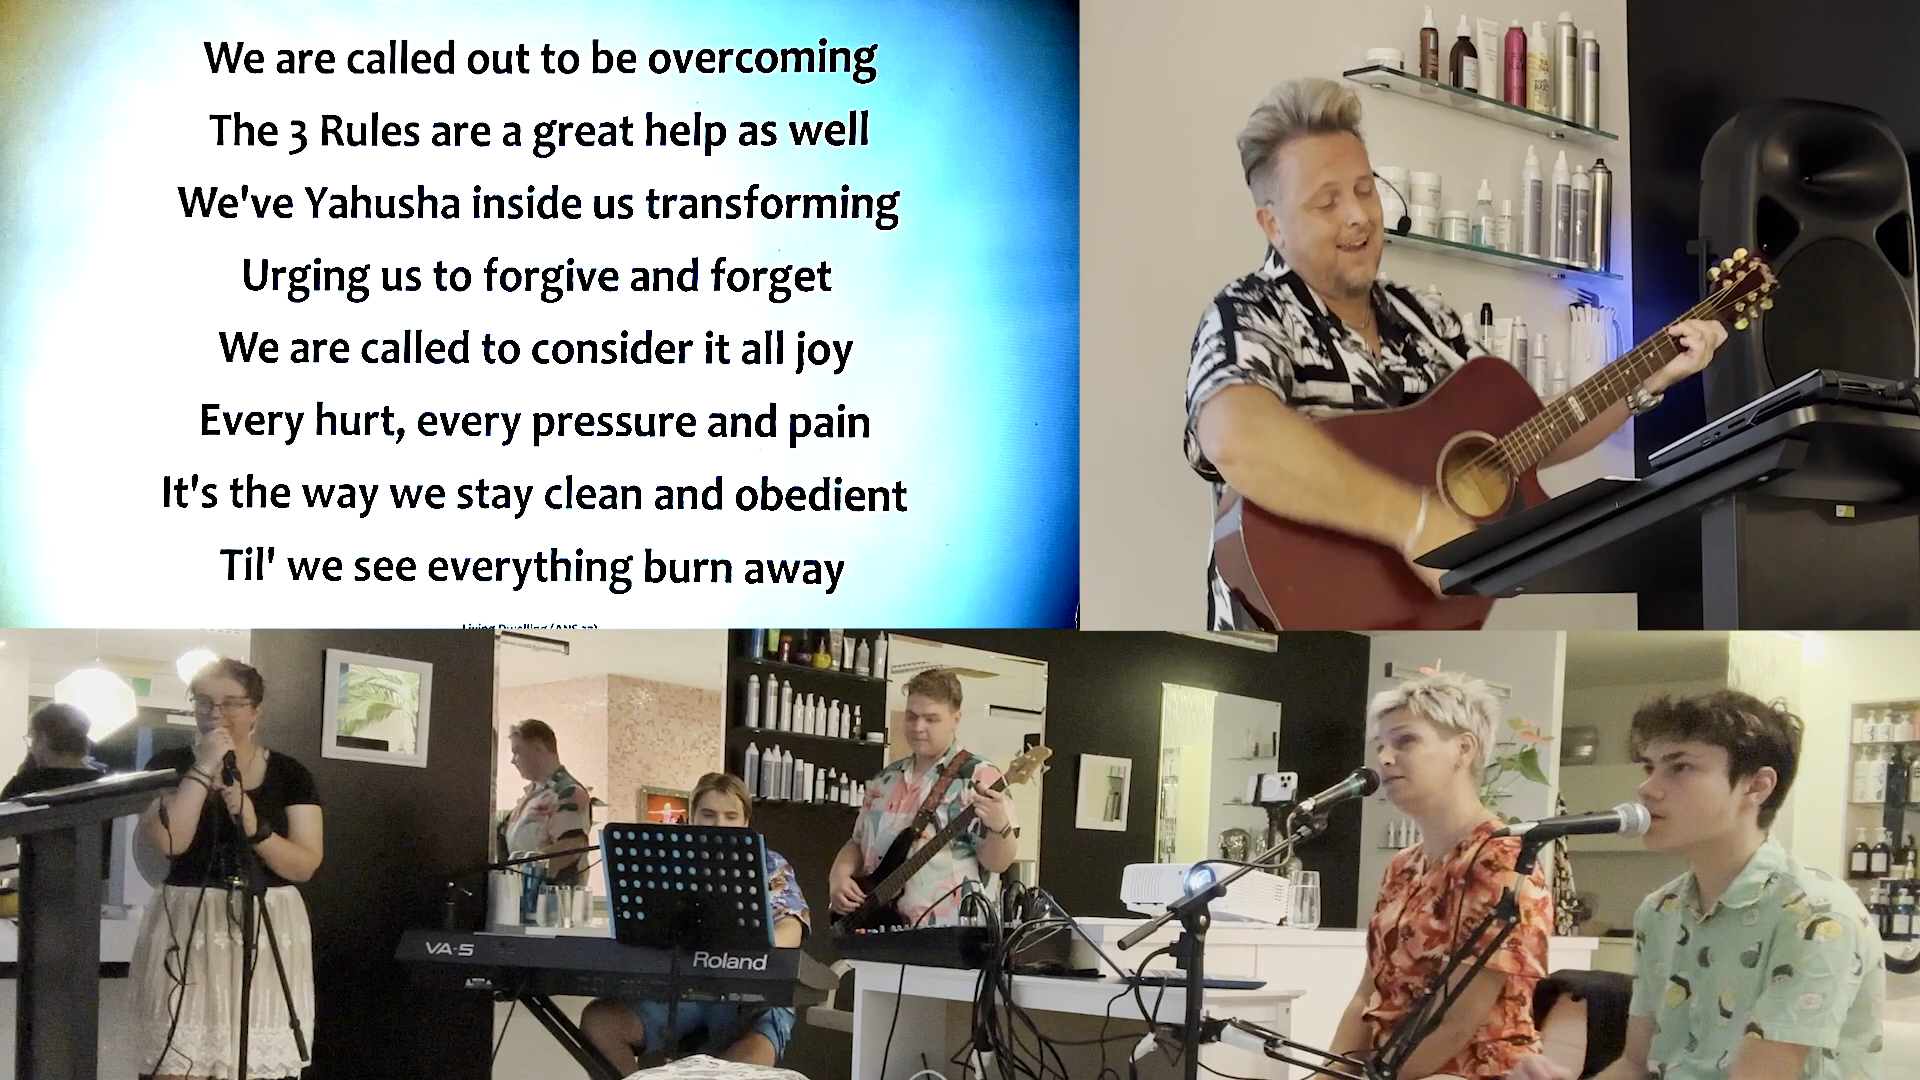 We are called out to be overcoming
The 3 Rules are a great help as well
We've Yahusha inside us transforming
Urging us to forgive and forget
We are called to consider it all joy
Every hurt, every pressure and pain
It's the way we stay clean and obedient
Til' we see everything burn away
VA-5
Roland